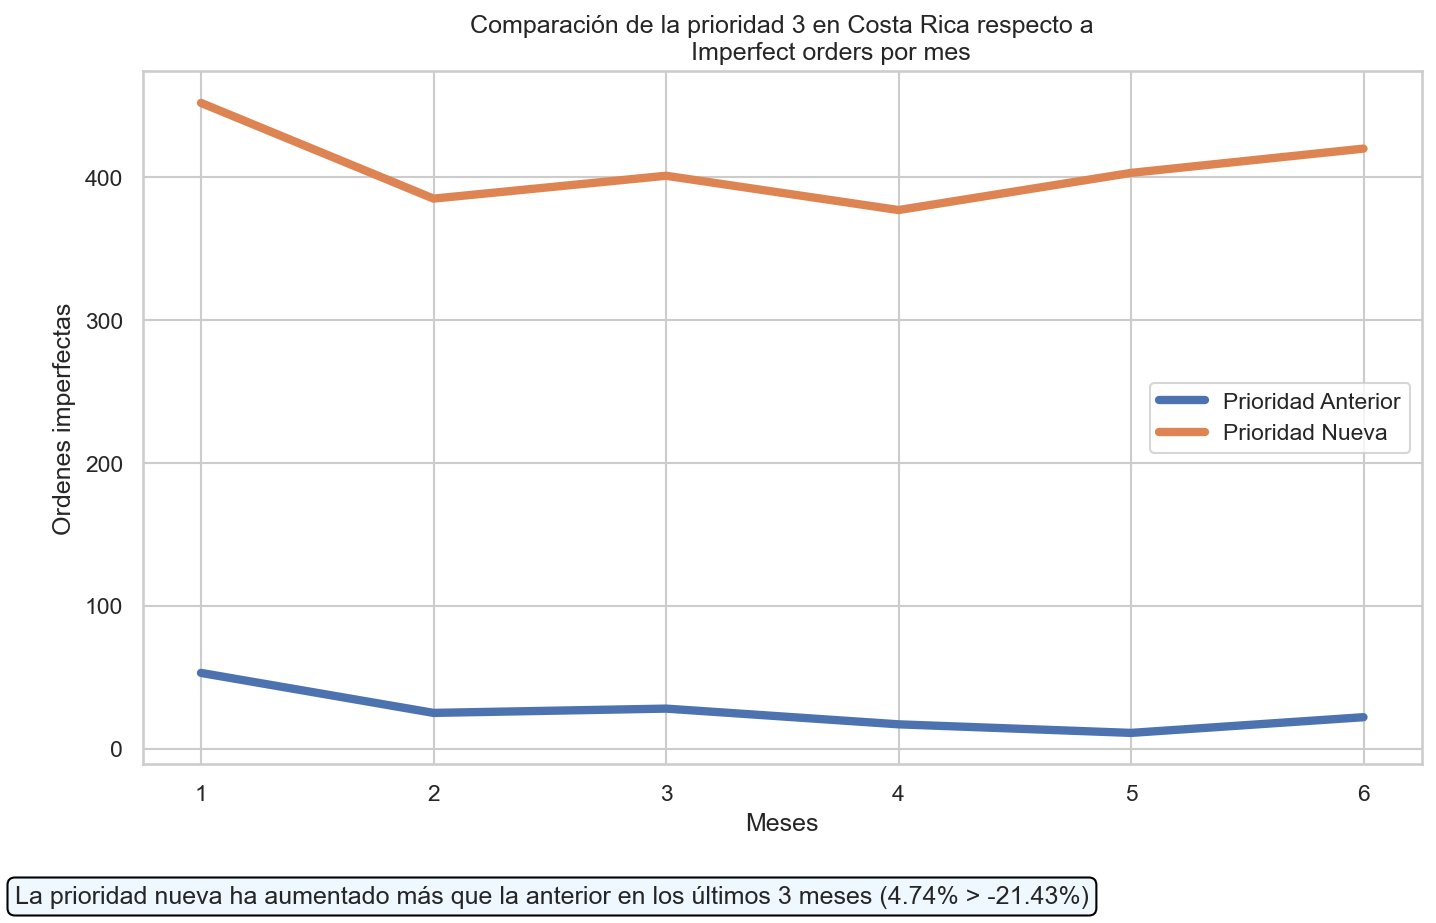 Comparación de la prioridad 3 en Costa Rica respecto a
Imperfect orders por mes
400
300
200
100
0
Ordenes imperfectas
Prioridad Anterior
Prioridad Nueva
1 2 3 4 5 6
Meses
La prioridad nueva ha aumentado más que la anterior en los últimos 3 meses (4.74% > -21.43%)